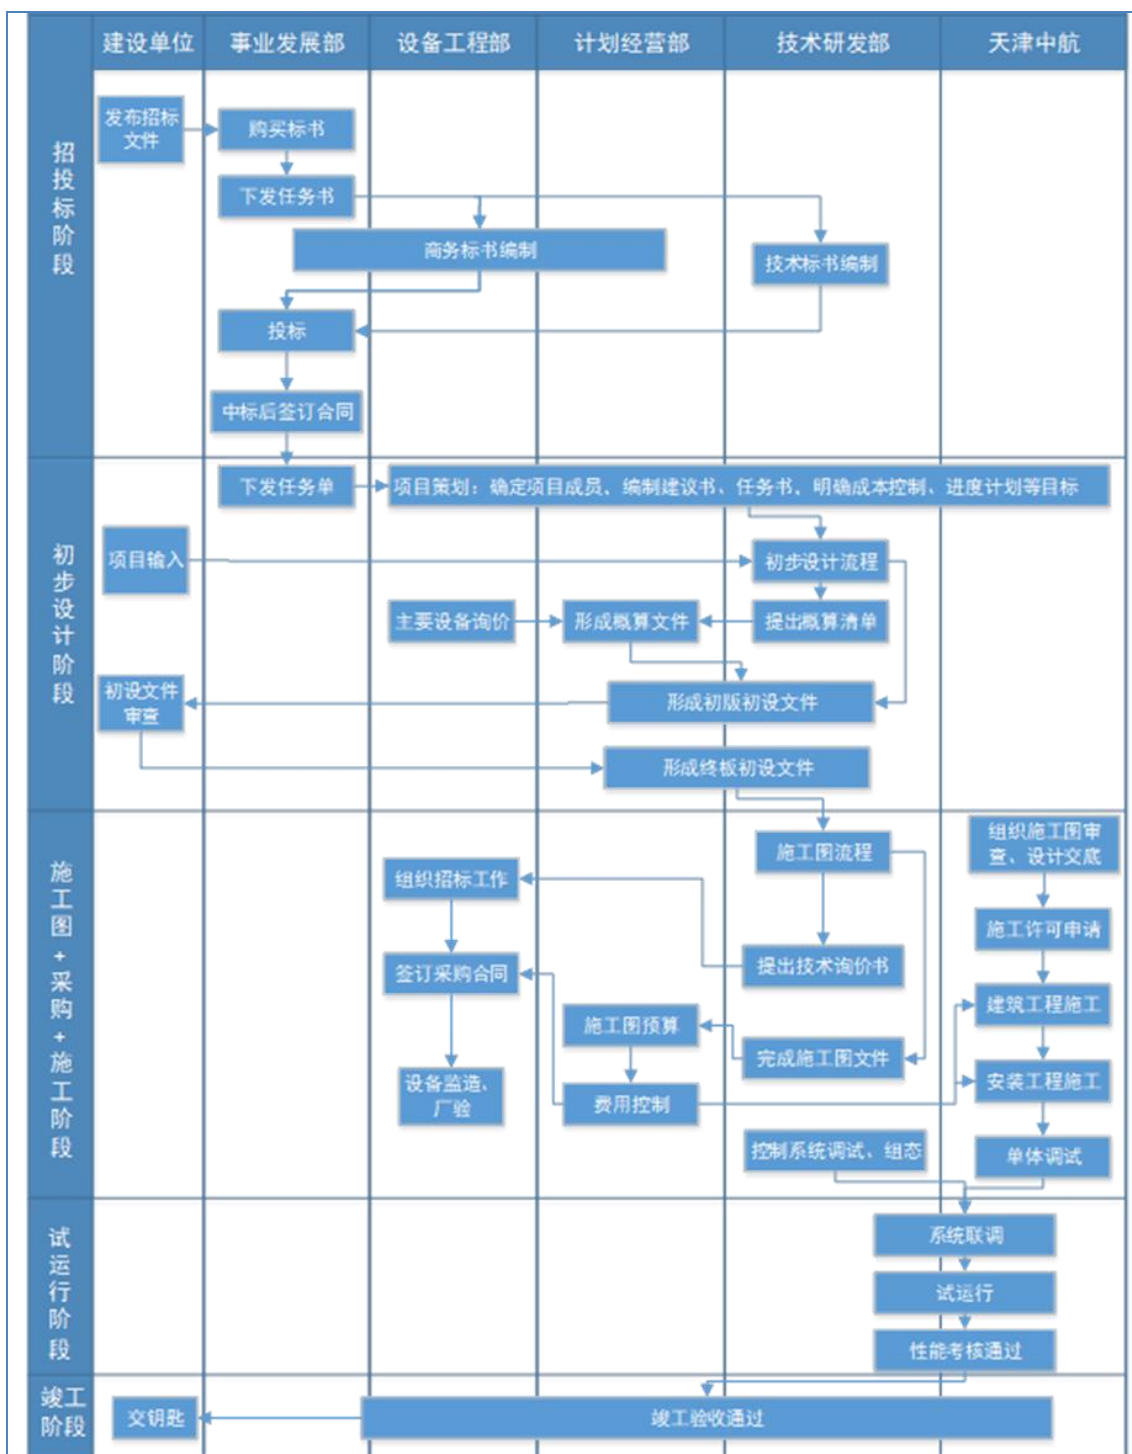 建设单位
事业发展部
设备工程部
计划经营部
技术研发部
天津中航
招投标阶段
发布招标
文件
购买标书
下发任务书
商务标书编制
技术标书编制
投标
中标后签订合同
初步设计阶段
下发任务单
项目策划：确定项目成员、编制建议书、任务书、明确成本控制、进度计划等目标
项目输入
初步设计流程
主要设备询价
形成概算文件
提出概算清单
初设文件
审查
形成初版初设文件
形成终板初设文件
施工图+采购+施工阶段
施工图流程
组织施工图审
查、设计交底
组织招标工作
施工许可申请
签订采购合同
提出技术询价书
建筑工程施工
施工图预算
完成施工图文件
设备监造、
厂验
费用控制
安装工程施工
控制系统调试、组态
单体调试
试运行阶段
系统联调
试运行
性能考核通过
竣工
阶段
交钥匙
竣工验收通过